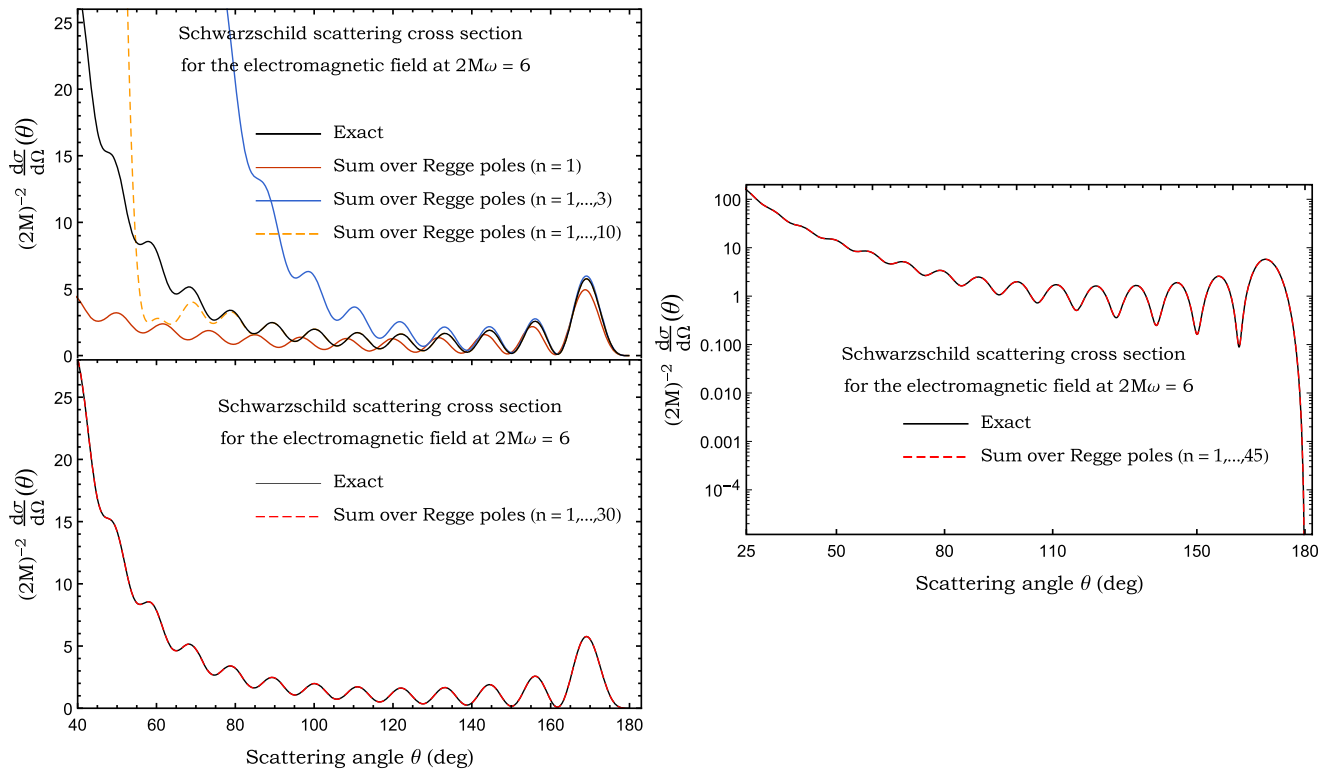 Schwarzschild scattering cross section
for the electromagnetic field at 2Mω = 6
Exact
Sum over Regge poles (n = 1)
Sum over Regge poles (n = 1,...,3)
Sum over Regge poles (n = 1,...,10)
(2M)⁻² dσ/dΩ (θ)
25
20
15
10
5
0
Schwarzschild scattering cross section
for the electromagnetic field at 2Mω = 6
Exact
Sum over Regge poles (n = 1,...,30)
(2M)⁻² dσ/dΩ (θ)
25
20
15
10
5
0
40 60 80 100 120 140 160 180
Scattering angle θ (deg)
Schwarzschild scattering cross section
for the electromagnetic field at 2Mω = 6
Exact
Sum over Regge poles (n = 1,...,45)
(2M)⁻² dσ/dΩ (θ)
100
10
1
0.100
0.010
0.001
10⁻⁴
25 50 80 110 150 180
Scattering angle θ (deg)